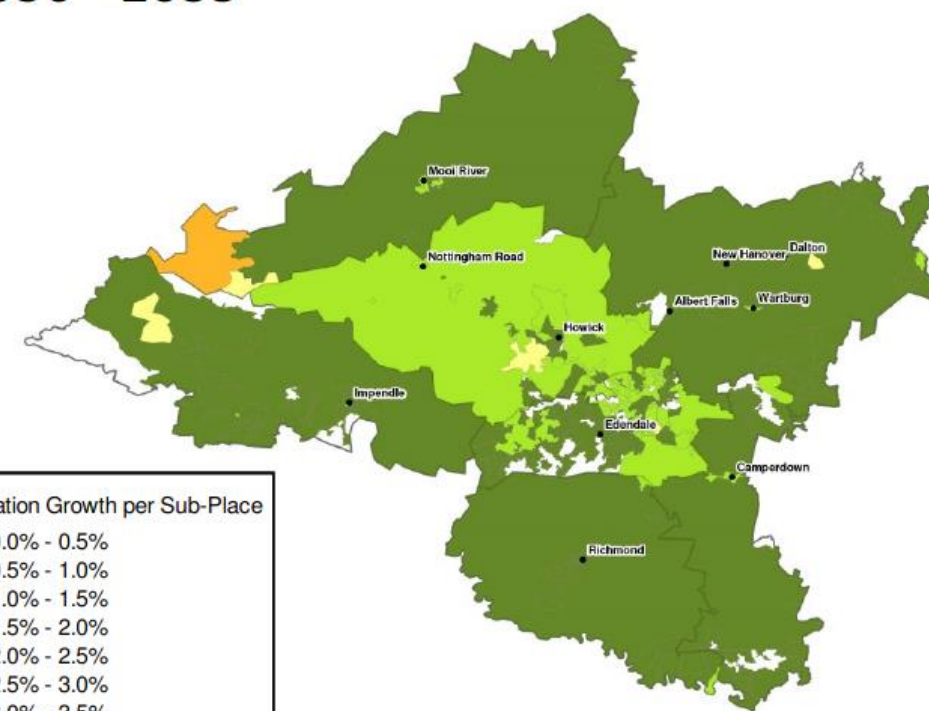 Mooi River
Nottingham Road
New Hanover
Dalton
Albert Falls
Wartburg
Howick
Impendle
Edendale
Camperdown
Richmond
ation Growth per Sub-Place
.0% - 0.5%
.5% - 1.0%
.0% - 1.5%
.5% - 2.0%
.0% - 2.5%
.5% - 3.0%